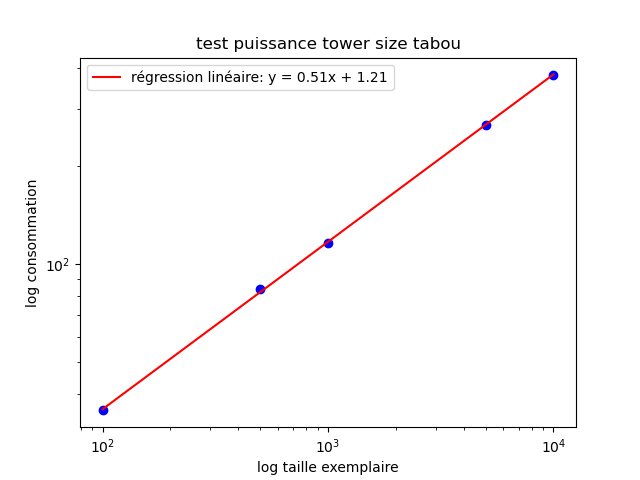 test puissance tower size tabou
régression linéaire: y = 0.51x + 1.21
log consommation
10²
10² 10³ 10⁴
log taille exemplaire